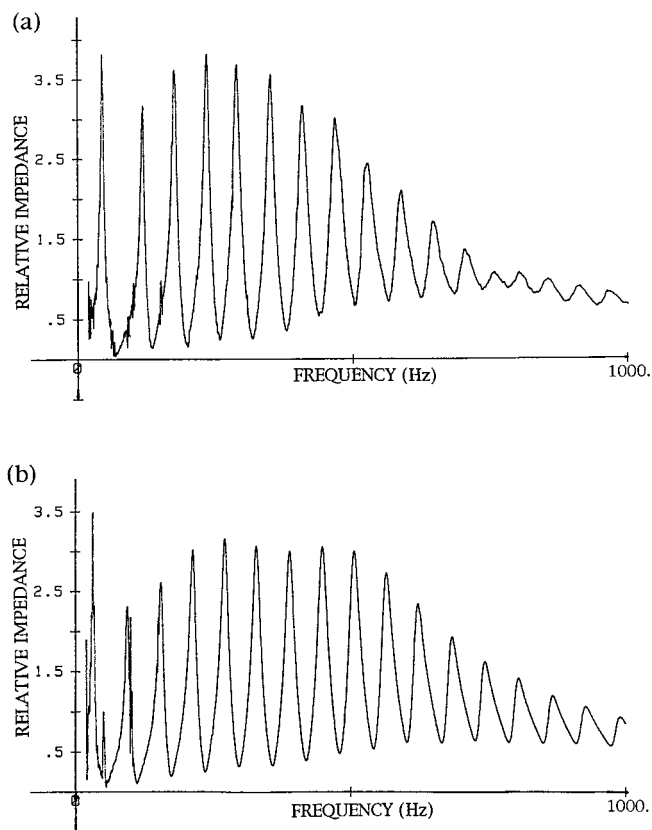 (a)
RELATIVE IMPEDANCE
3.5
2.5
1.5
.5
0
FREQUENCY (Hz)
1000.
(b)
RELATIVE IMPEDANCE
3.5
2.5
1.5
.5
0
FREQUENCY (Hz)
1000.